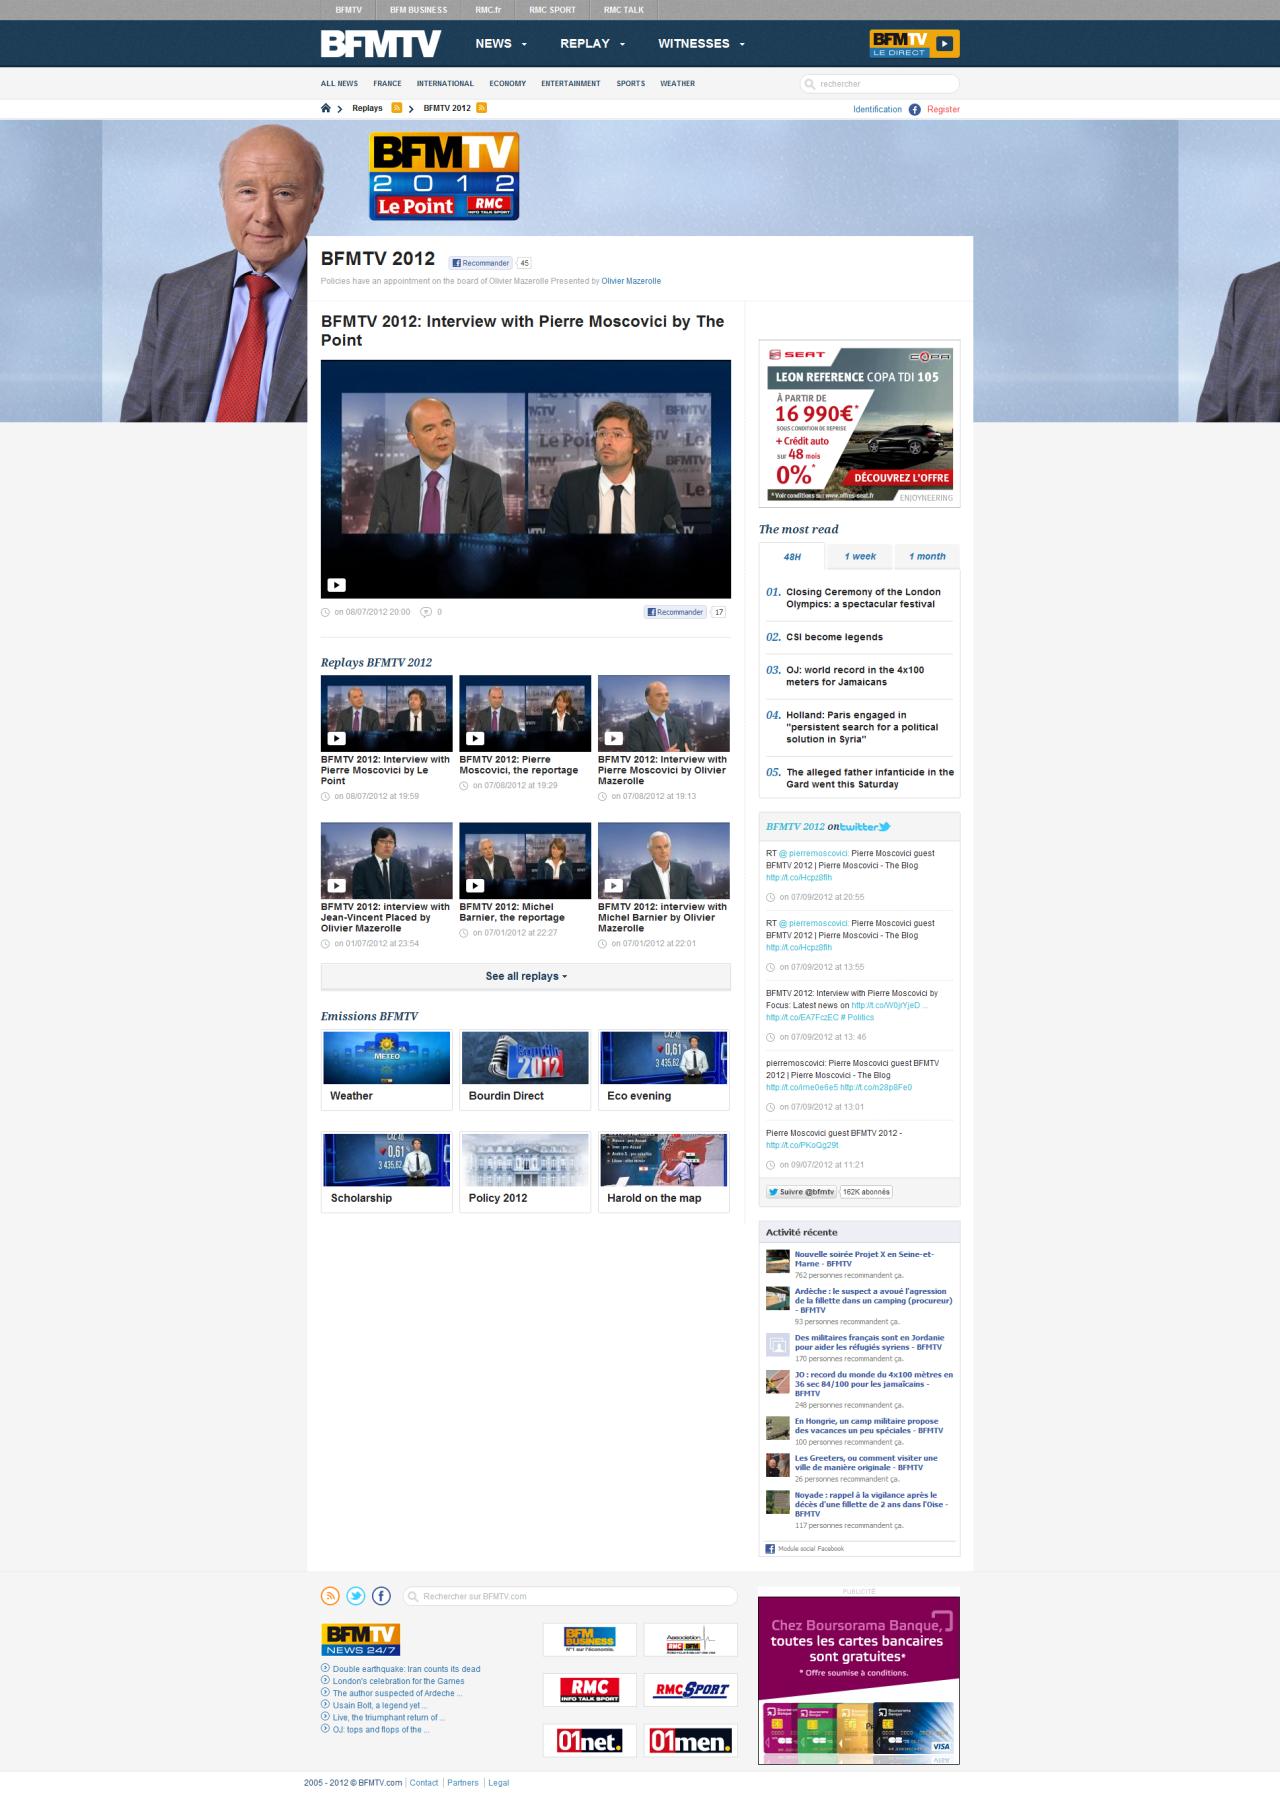 BFMTV
BFM BUSINESS
RMC.fr
RMC SPORT
RMC TALK
BFMTV
NEWS
REPLAY
WITNESSES
BFMTV
LE DIRECT
ALL NEWS
FRANCE
INTERNATIONAL
ECONOMY
ENTERTAINMENT
SPORTS
WEATHER
rechercher
Replays
BFMTV 2012
Identification
Register
BFMTV
2012
Le Point
RMC
INFO TALK SPORT
BFMTV 2012
Recommander
45
Policies have an appointment on the board of Olivier Mazerolle Presented by Olivier Mazerolle
BFMTV 2012: Interview with Pierre Moscovici by The
Point
on 08/07/2012 20:00
0
Recommander
17
Replays BFMTV 2012
BFMTV 2012: Interview with
Pierre Moscovici by Le
Point
on 08/07/2012 at 19:59
BFMTV 2012: Pierre
Moscovici, the reportage
on 07/08/2012 at 19:29
BFMTV 2012: Interview with
Pierre Moscovici by Olivier
Mazerolle
on 07/08/2012 at 19:13
BFMTV 2012: interview with
Jean-Vincent Placed by
Olivier Mazerolle
on 01/07/2012 at 23:54
BFMTV 2012: Michel
Barnier, the reportage
on 07/01/2012 at 22:27
BFMTV 2012: interview with
Michel Barnier by Olivier
Mazerolle
on 07/01/2012 at 22:01
See all replays
Emissions BFMTV
METEO
Weather
Bourdin
2012
Bourdin Direct
0,61
3 435,62
Eco evening
0,61
3 435,62
Scholarship
Policy 2012
Harold on the map
SEAT
COPA
LEON REFERENCE COPA TDI 105
À PARTIR DE
16 990€*
SOUS CONDITION DE REPRISE
+ Crédit auto
sur 48 mois
0%*
DÉCOUVREZ L'OFFRE
*Voir conditions sur www.offres-seat.fr
ENJOYNEERING
The most read
48H
1 week
1 month
01. Closing Ceremony of the London
Olympics: a spectacular festival
02. CSI become legends
03. OJ: world record in the 4x100
meters for Jamaicans
04. Holland: Paris engaged in
"persistent search for a political
solution in Syria"
05. The alleged father infanticide in the
Gard went this Saturday
BFMTV 2012 on twitter
RT @ pierremoscovici: Pierre Moscovici guest
BFMTV 2012 | Pierre Moscovici - The Blog
http://t.co/Hcpz8flh
on 07/09/2012 at 20:55
RT @ pierremoscovici: Pierre Moscovici guest
BFMTV 2012 | Pierre Moscovici - The Blog
http://t.co/Hcpz8flh
on 07/09/2012 at 13:55
BFMTV 2012: Interview with Pierre Moscovici by
Focus: Latest news on http://t.co/W0jrYjeD ...
http://t.co/EA7FczEC # Politics
on 07/09/2012 at 13: 46
pierremoscovici: Pierre Moscovici guest BFMTV
2012 | Pierre Moscovici - The Blog
http://t.co/ime0e6e5 http://t.co/n28p8Fe0
on 07/09/2012 at 13:01
Pierre Moscovici guest BFMTV 2012 -
http://t.co/PKoQg29t
on 09/07/2012 at 11:21
Suivre @bfmtv
162K abonnés
Activité récente
Nouvelle soirée Projet X en Seine-et-
Marne - BFMTV
762 personnes recommandent ça.
Ardèche : le suspect a avoué l'agression
de la fillette dans un camping (procureur)
- BFMTV
93 personnes recommandent ça.
Des militaires français sont en Jordanie
pour aider les réfugiés syriens - BFMTV
170 personnes recommandent ça.
JO : record du monde du 4x100 mètres en
36 sec 84/100 pour les jamaïcains -
BFMTV
248 personnes recommandent ça.
En Hongrie, un camp militaire propose
des vacances un peu spéciales - BFMTV
100 personnes recommandent ça.
Les Greeters, ou comment visiter une
ville de manière originale - BFMTV
26 personnes recommandent ça.
Noyade : rappel à la vigilance après le
décès d'une fillette de 2 ans dans l'Oise -
BFMTV
117 personnes recommandent ça.
Module social Facebook
Rechercher sur BFMTV.com
BFMTV
NEWS 24/7
Double earthquake: Iran counts its dead
London's celebration for the Games
The author suspected of Ardeche ...
Usain Bolt, a legend yet ...
Live, the triumphant return of ...
OJ: tops and flops of the ...
BFM
BUSINESS
N°1 sur l'économie.
Association
RMC BFM
RMC
INFO TALK SPORT
RMC SPORT
01net.
01men.
PUBLICITÉ
Chez Boursorama Banque,
toutes les cartes bancaires
sont gratuites*
* Offre soumise à conditions.
VISA
2005 - 2012 © BFMTV.com | Contact | Partners | Legal